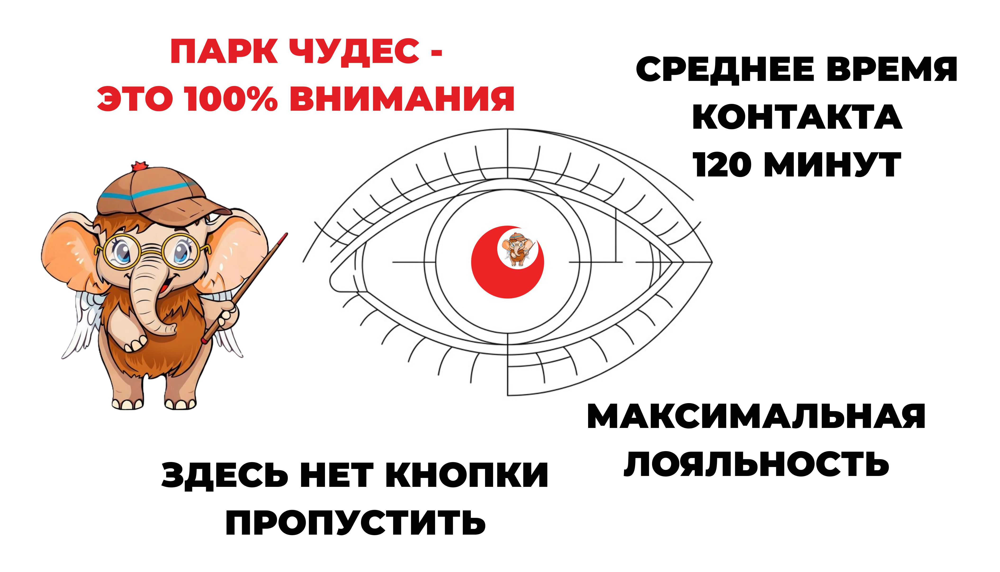 ПАРК ЧУДЕС -
ЭТО 100% ВНИМАНИЯ
СРЕДНЕЕ ВРЕМЯ
КОНТАКТА
120 МИНУТ
МАКСИМАЛЬНАЯ
ЛОЯЛЬНОСТЬ
ЗДЕСЬ НЕТ КНОПКИ
ПРОПУСТИТЬ